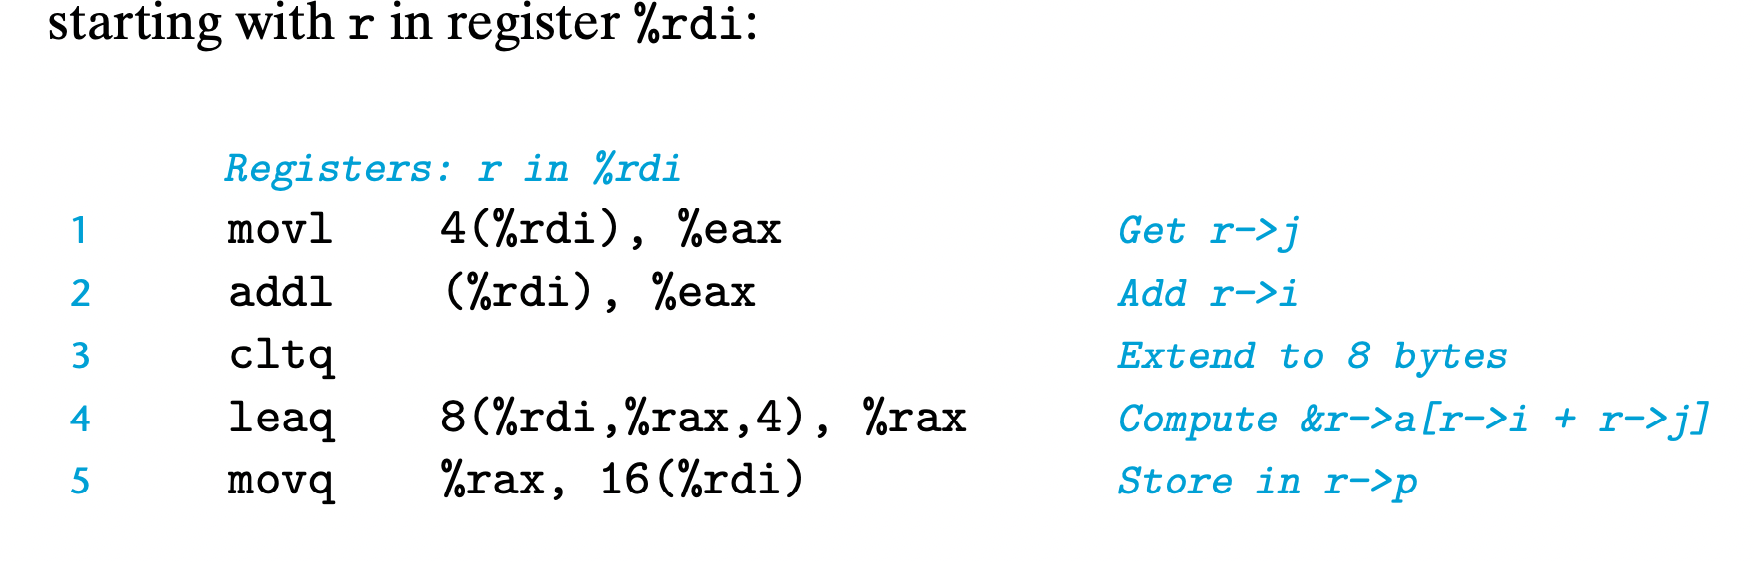 starting with r in register %rdi:
Registers: r in %rdi
1 movl 4(%rdi), %eax Get r->j
2 addl (%rdi), %eax Add r->i
3 cltq Extend to 8 bytes
4 leaq 8(%rdi,%rax,4), %rax Compute &r->a[r->i + r->j]
5 movq %rax, 16(%rdi) Store in r->p